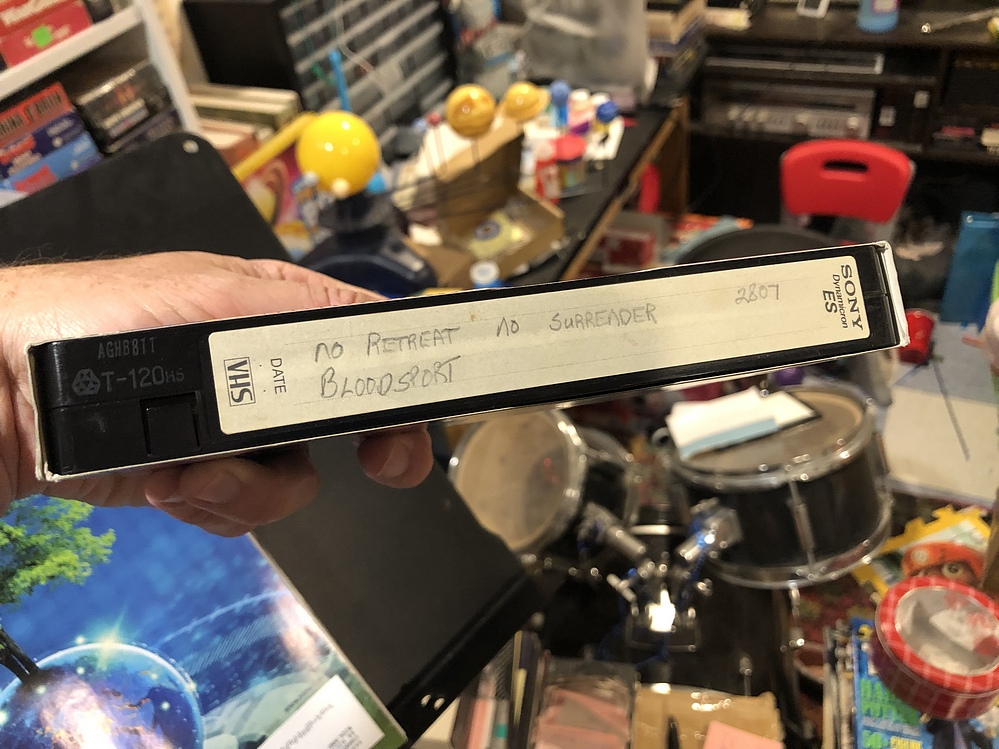 AGHB81T
T-120HS
VHS
DATE
no RETREAT No SURRENDER
BLOODSPORT
2807
SONY
Dynamicron
ES